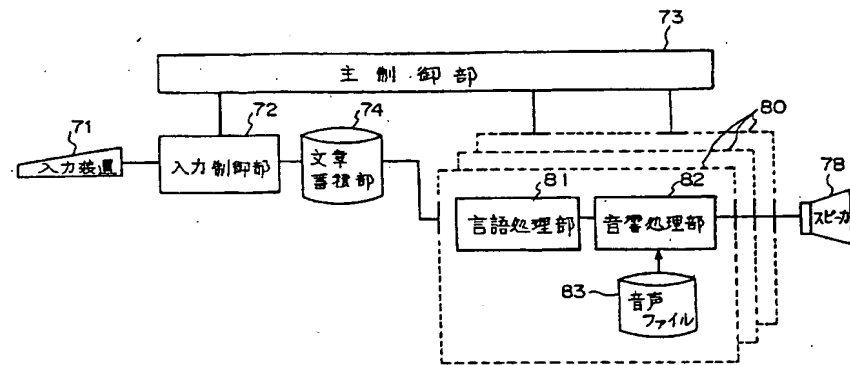 73
主制御部
71
入力装置
72
入力制御部
74
文章
蓄積部
80
81
言語処理部
82
音響処理部
83
音声
ファイル
78
スピーカ